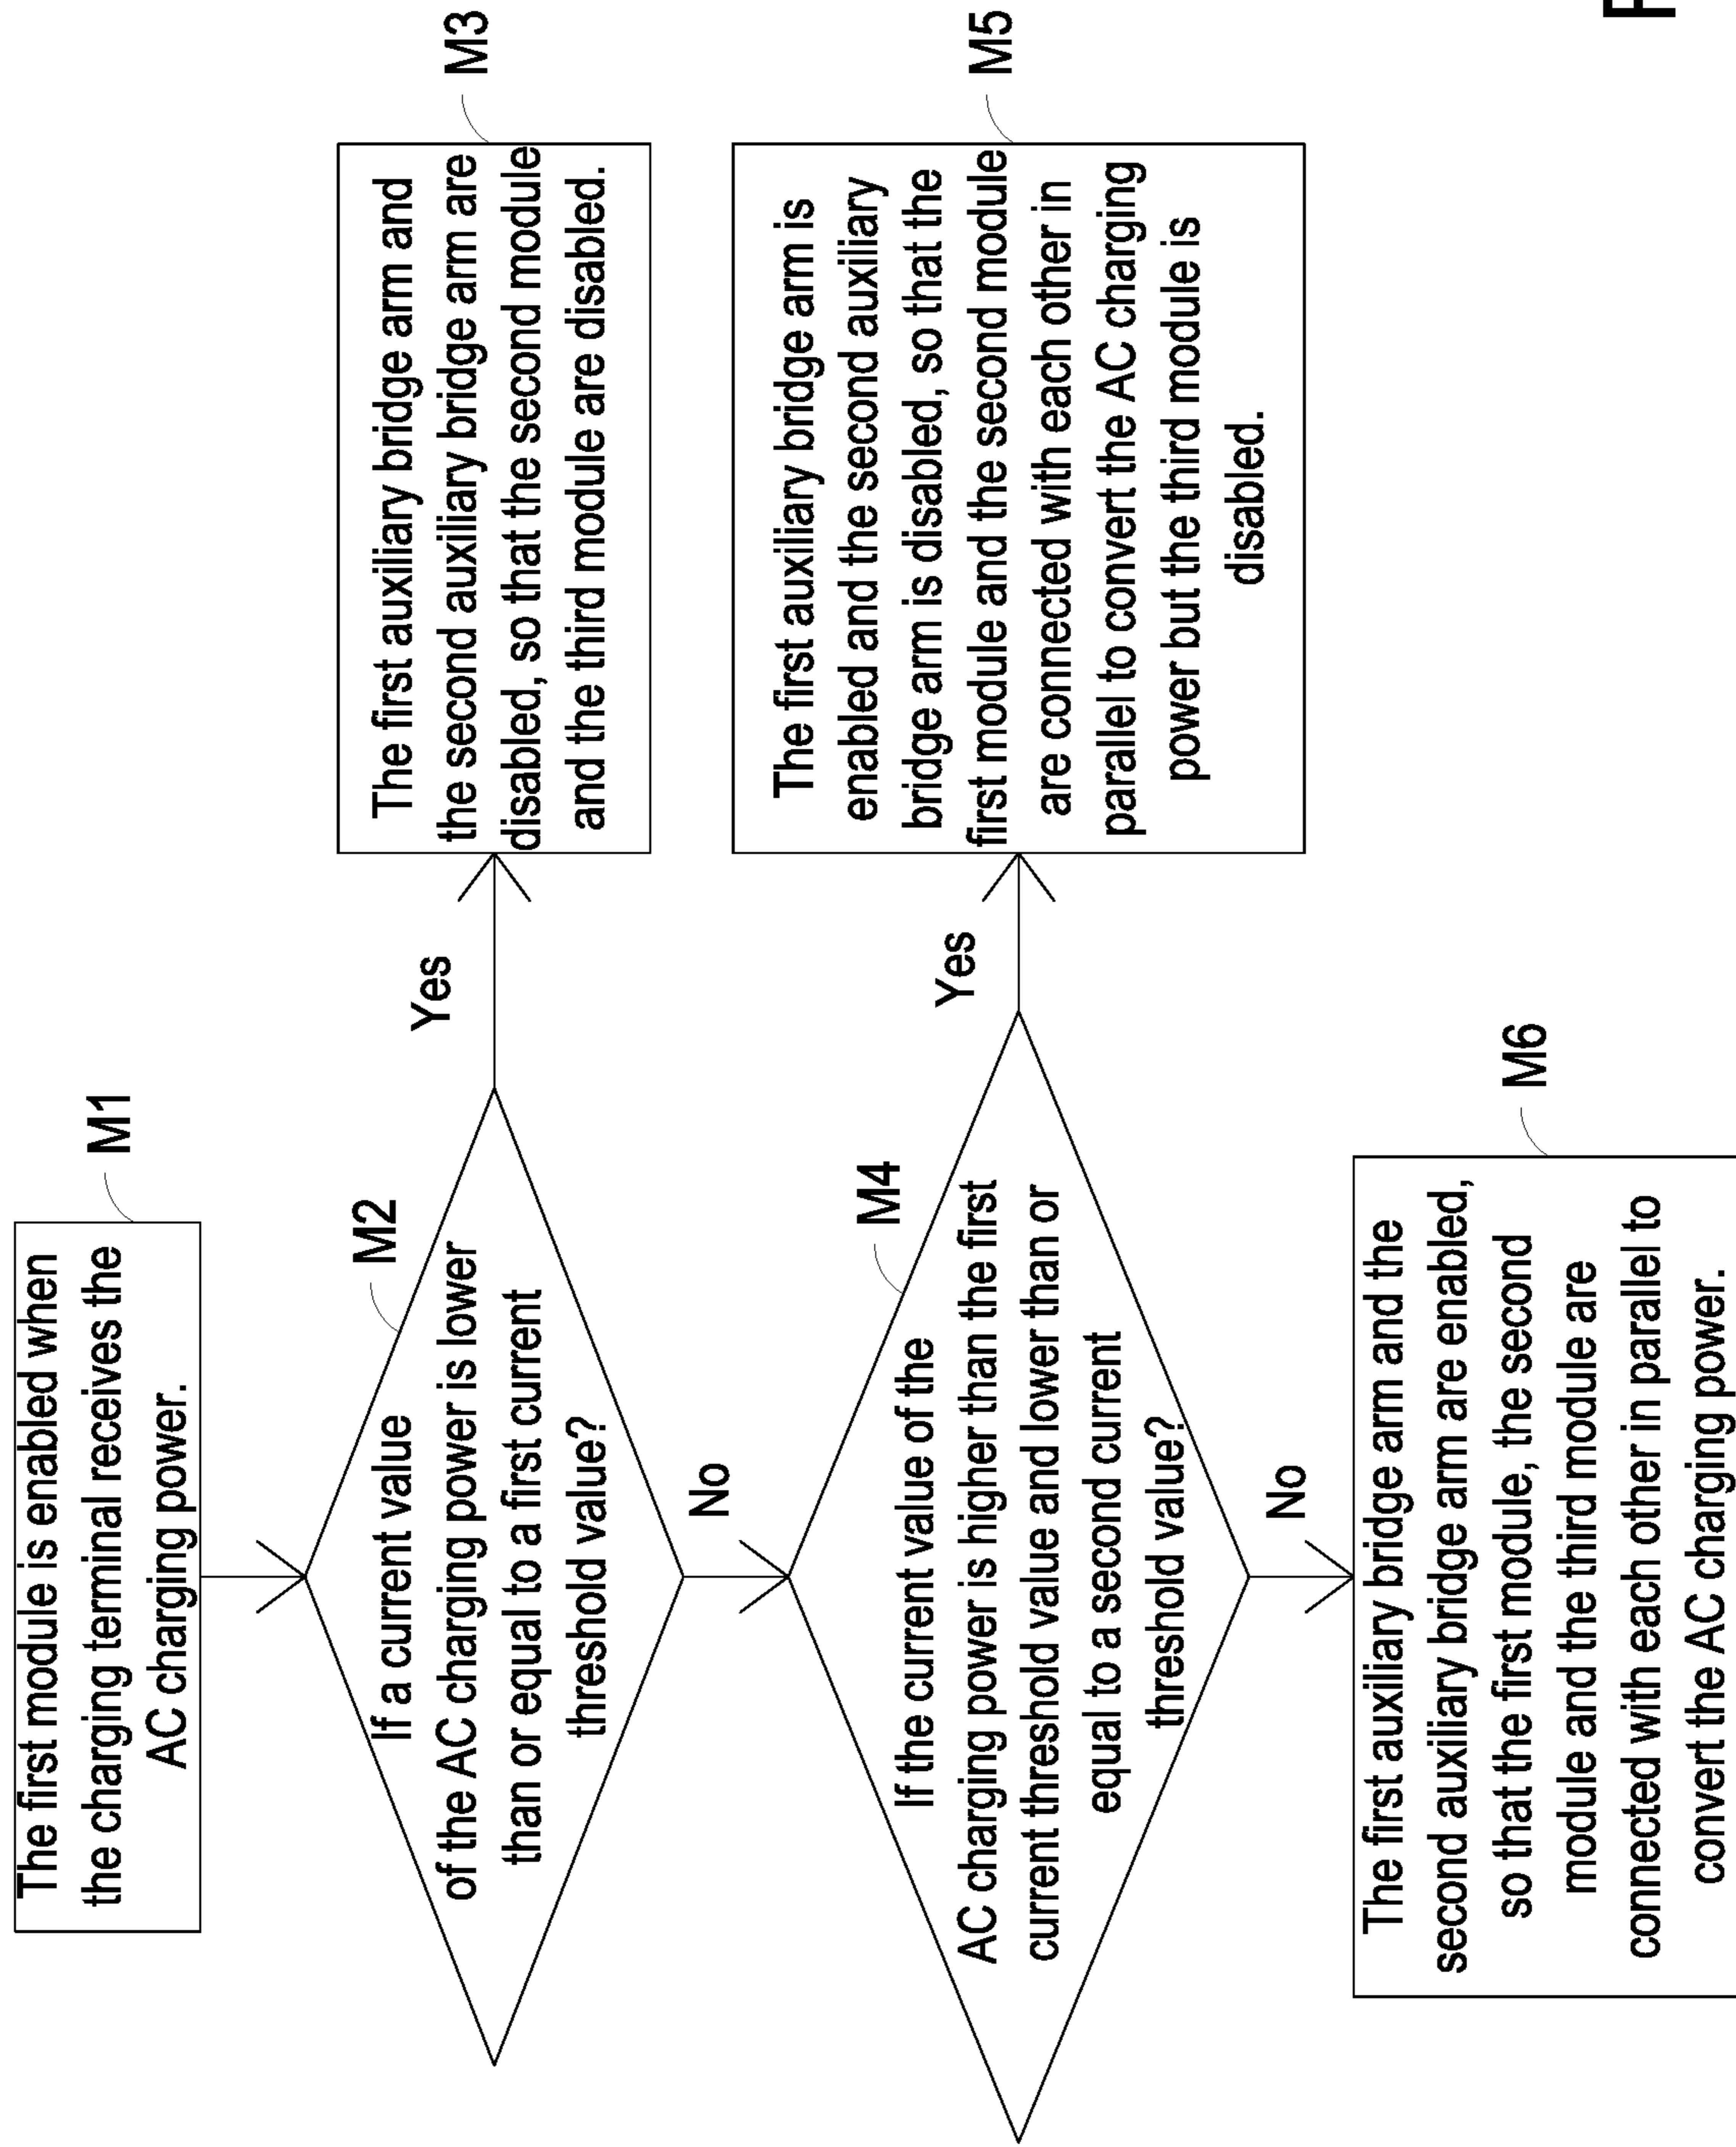 The first module is enabled when
the charging terminal receives the
AC charging power.
M1
If a current value
of the AC charging power is lower
than or equal to a first current
threshold value?
M2
Yes
The first auxiliary bridge arm and
the second auxiliary bridge arm are
disabled, so that the second module
and the third module are disabled.
M3
No
If the current value of the
AC charging power is higher than the first
current threshold value and lower than or
equal to a second current
threshold value?
M4
Yes
The first auxiliary bridge arm is
enabled and the second auxiliary
bridge arm is disabled, so that the
first module and the second module
are connected with each other in
parallel to convert the AC charging
power but the third module is
disabled.
M5
No
The first auxiliary bridge arm and the
second auxiliary bridge arm are enabled,
so that the first module, the second
module and the third module are
connected with each other in parallel to
convert the AC charging power.
M6